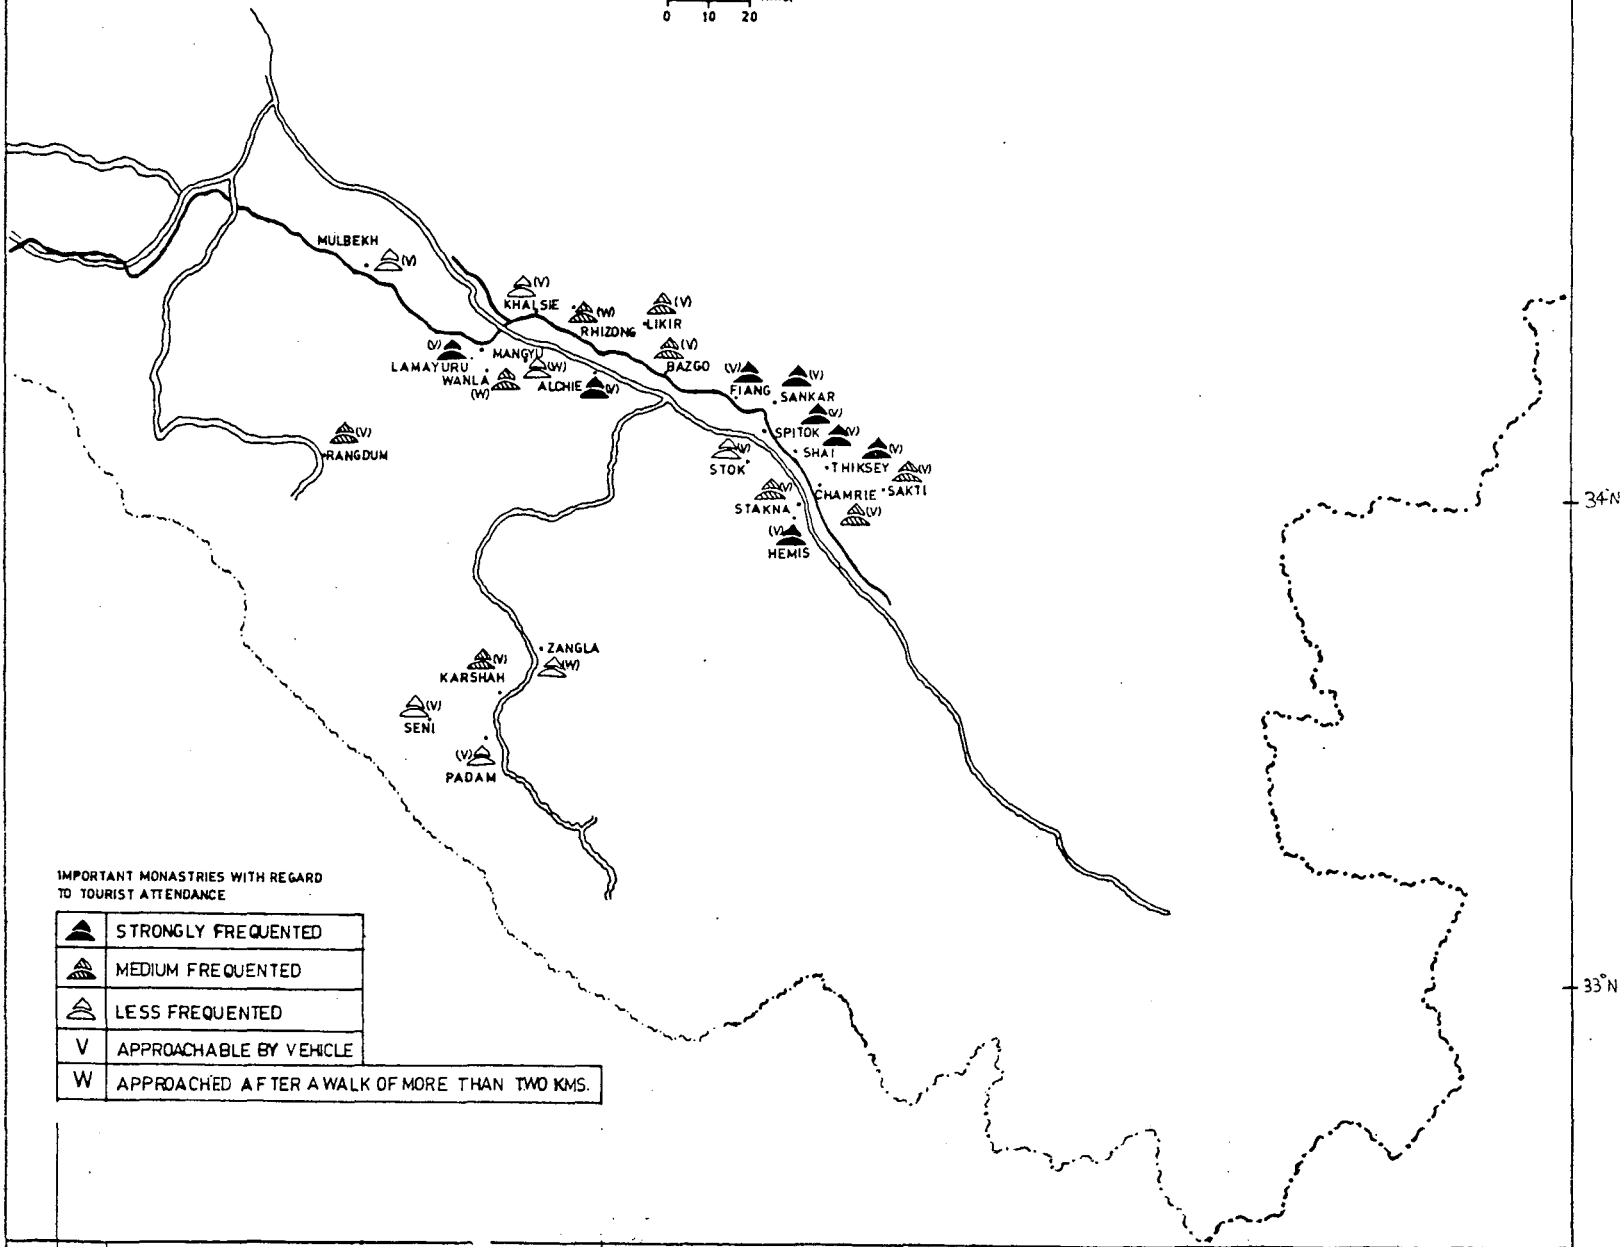 0 10 20
MULBEKH
(V)
(V)
KHALSIE
(W)
RHIZONG
(V)
LIKIR
(V)
LAMAYURU
MANGYU
(W)
WANLA
(W)
ALCHIE
(V)
(V)
BAZGO
(V)
FIANG
(V)
SANKAR
(V)
SPITOK
(V)
SHAI
(V)
THIKSEY
(V)
SAKTI
(V)
STOK
(V)
STAKNA
CHAMRIE
(V)
(V)
HEMIS
(V)
RANGDUM
34°N
ZANGLA
(W)
(V)
KARSHAH
(V)
SENI
(V)
PADAM
IMPORTANT MONASTRIES WITH REGARD
TO TOURIST ATTENDANCE
STRONGLY FREQUENTED
MEDIUM FREQUENTED
LESS FREQUENTED
V APPROACHABLE BY VEHICLE
W APPROACHED AFTER A WALK OF MORE THAN TWO KMS.
33°N